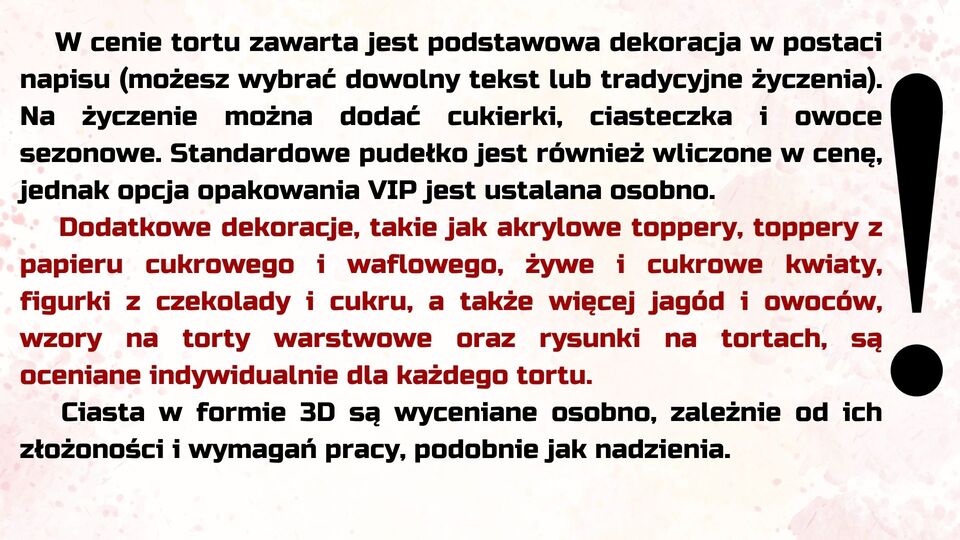 W cenie tortu zawarta jest podstawowa dekoracja w postaci
napisu (możesz wybrać dowolny tekst lub tradycyjne życzenia).
Na życzenie można dodać cukierki, ciasteczka i owoce
sezonowe. Standardowe pudełko jest również wliczone w cenę,
jednak opcja opakowania VIP jest ustalana osobno.
Dodatkowe dekoracje, takie jak akrylowe toppery, toppery z
papieru cukrowego i waflowego, żywe i cukrowe kwiaty,
figurki z czekolady i cukru, a także więcej jagód i owoców,
wzory na torty warstwowe oraz rysunki na tortach, są
oceniane indywidualnie dla każdego tortu.
Ciasta w formie 3D są wyceniane osobno, zależnie od ich
złożoności i wymagań pracy, podobnie jak nadzienia.
!